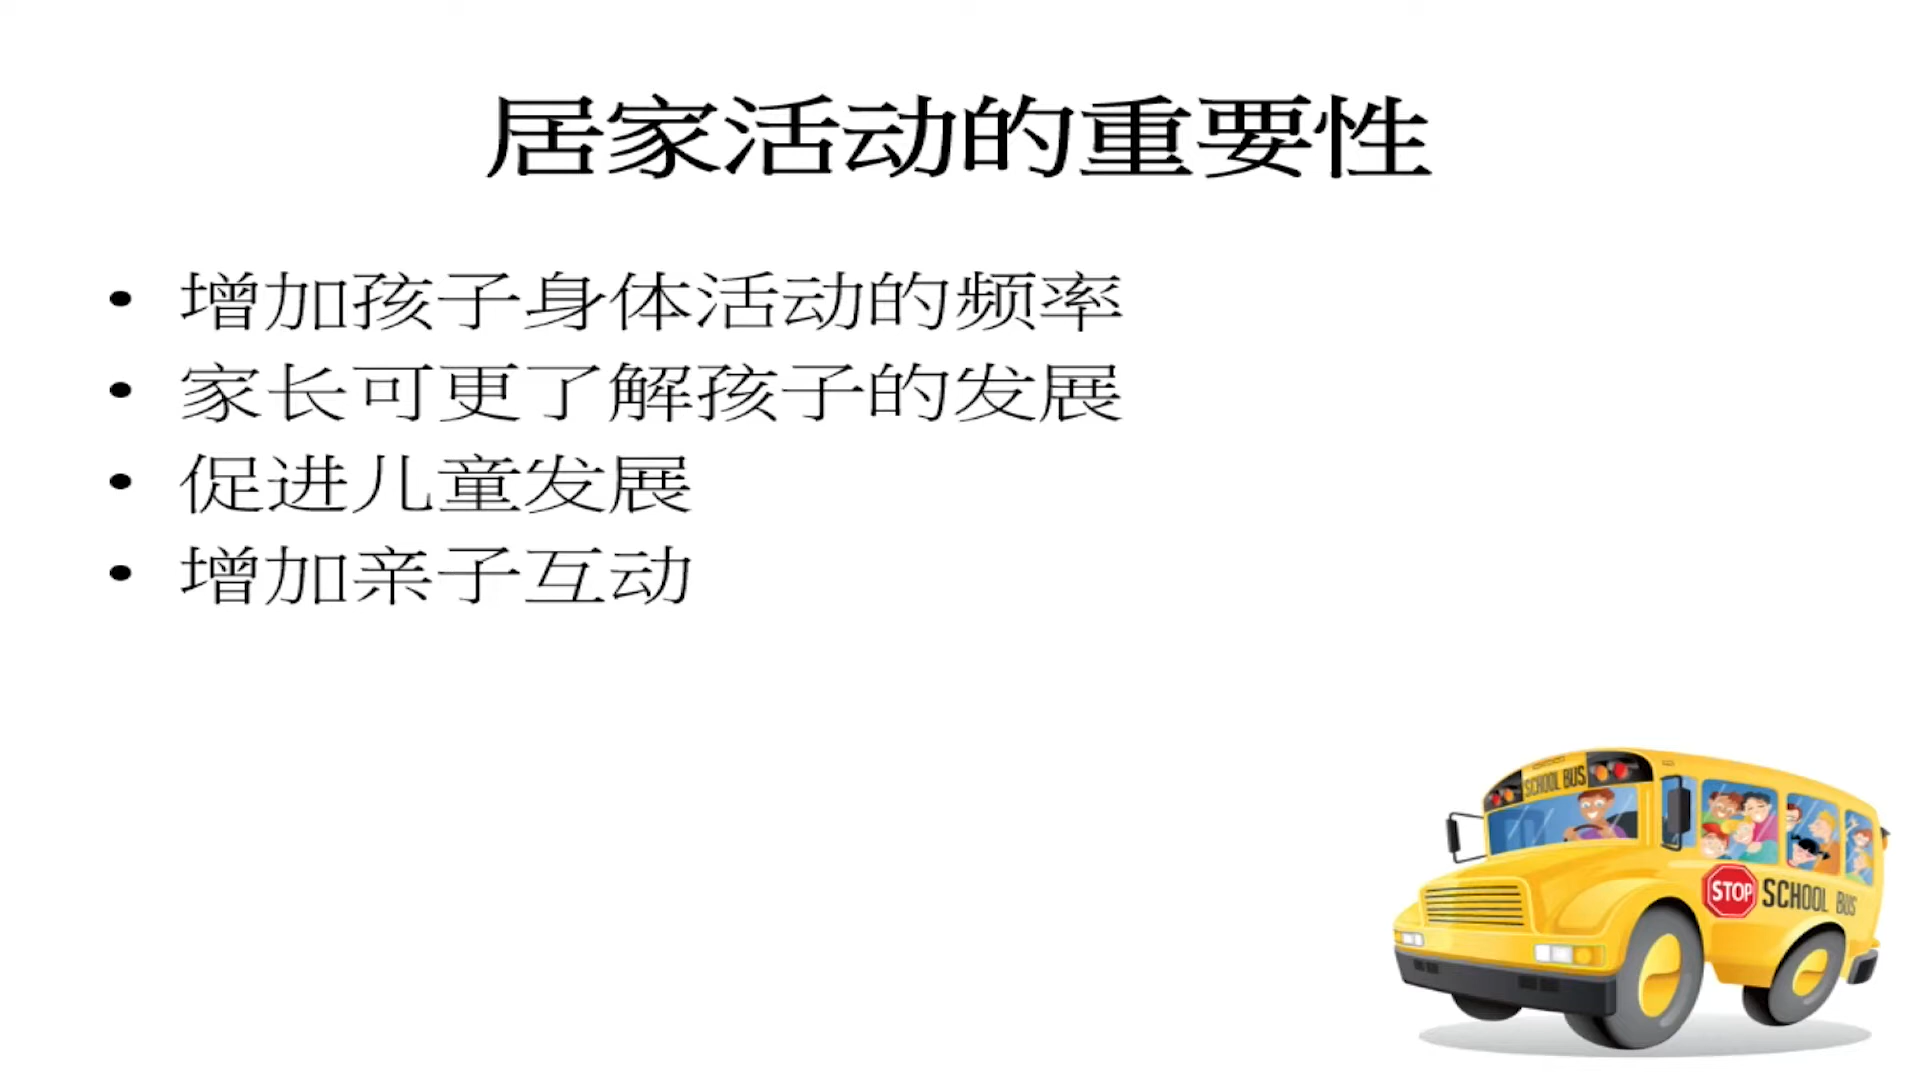 居家活动的重要性
• 增加孩子身体活动的频率
• 家长可更了解孩子的发展
• 促进儿童发展
• 增加亲子互动
SCHOOL BUS
STOP SCHOOL BUS